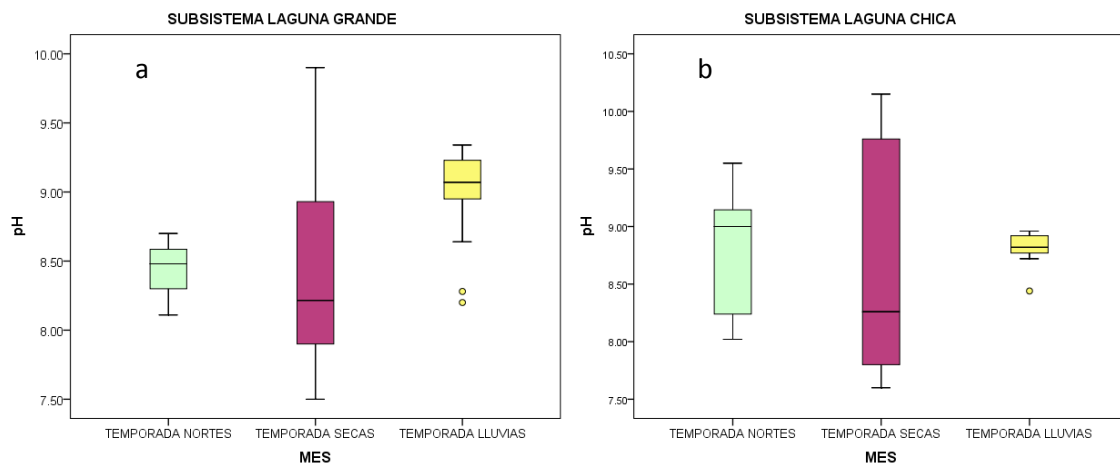 SUBSISTEMA LAGUNA GRANDE
a
10.00
9.50
9.00
8.50
8.00
7.50
pH
TEMPORADA NORTES TEMPORADA SECAS TEMPORADA LLUVIAS
MES
SUBSISTEMA LAGUNA CHICA
b
10.50
10.00
9.50
9.00
8.50
8.00
7.50
pH
TEMPORADA NORTES TEMPORADA SECAS TEMPORADA LLUVIAS
MES